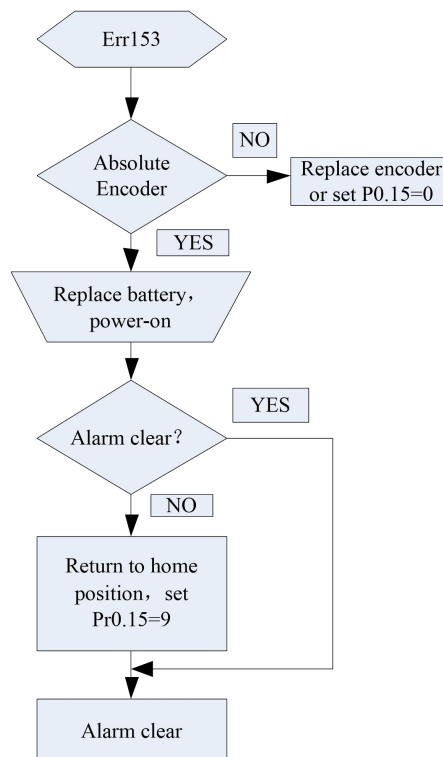 Err153
Absolute
Encoder
NO
Replace encoder
or set P0.15=0
YES
Replace battery，
power-on
Alarm clear？
YES
NO
Return to home
position，set
Pr0.15=9
Alarm clear